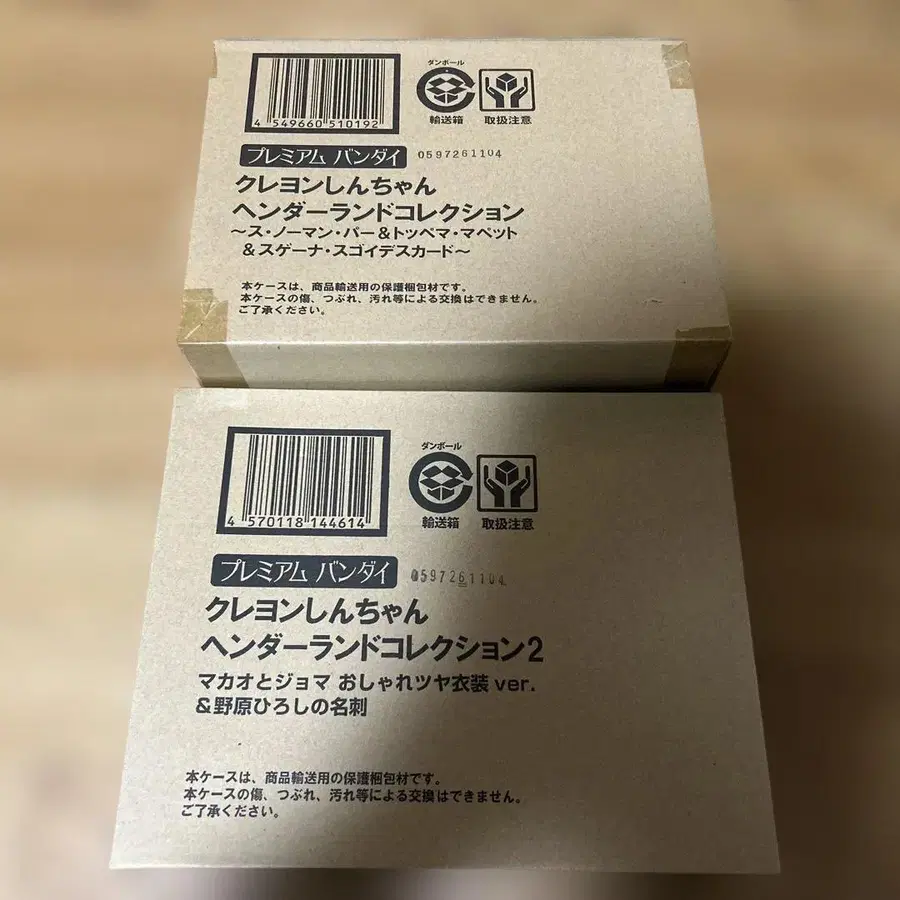 4 549660 510192
ダンボール
輸送箱
取扱注意
プレミアム バンダイ
0597261104
クレヨンしんちゃん
ヘンダーランドコレクション
〜ス・ノーマン・パー&トッペマ・マペット
&スゲーナ・スゴイデスカード〜
本ケースは、商品輸送用の保護梱包材です。
本ケースの傷、つぶれ、汚れ等による交換はできません。
ご了承ください。
4 570118 144614
ダンボール
輸送箱
取扱注意
プレミアム バンダイ
0597261104
クレヨンしんちゃん
ヘンダーランドコレクション2
マカオとジョマ おしゃれツヤ衣装 ver.
&野原ひろしの名刺
本ケースは、商品輸送用の保護梱包材です。
本ケースの傷、つぶれ、汚れ等による交換はできません。
ご了承ください。